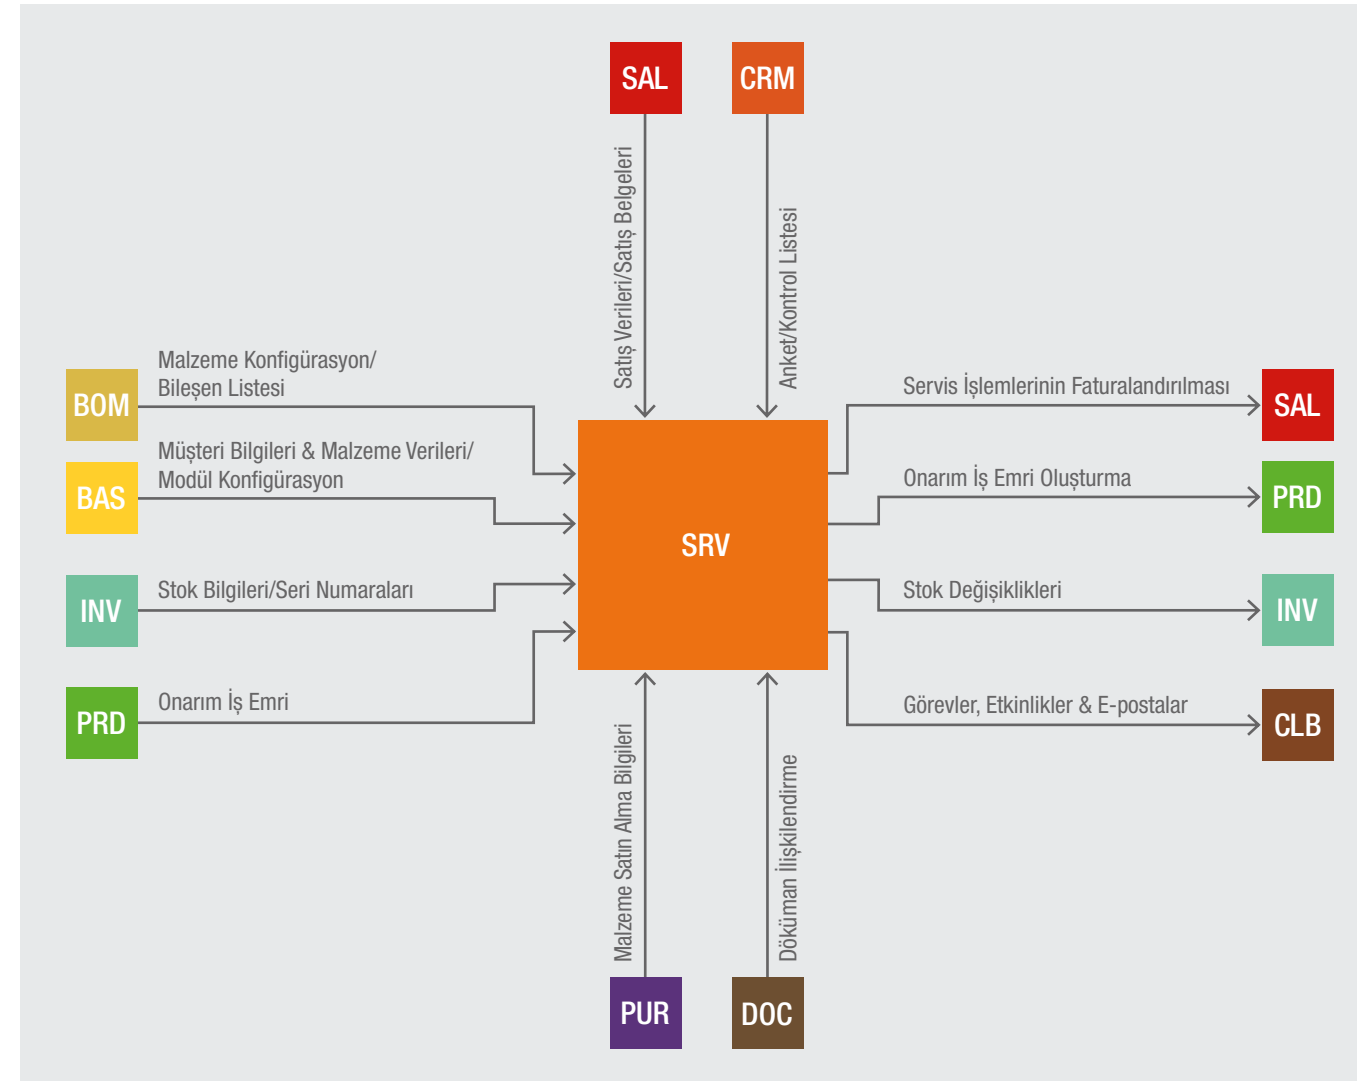 SAL
CRM
Satış Verileri/Satış Belgeleri
Anket/Kontrol Listesi
BOM
Malzeme Konfigürasyon/
Bileşen Listesi
BAS
Müşteri Bilgileri & Malzeme Verileri/
Modül Konfigürasyon
INV
Stok Bilgileri/Seri Numaraları
PRD
Onarım İş Emri
SRV
Servis İşlemlerinin Faturalandırılması
SAL
Onarım İş Emri Oluşturma
PRD
Stok Değişiklikleri
INV
Görevler, Etkinlikler & E-postalar
CLB
Malzeme Satın Alma Bilgileri
Döküman İlişkilendirme
PUR
DOC